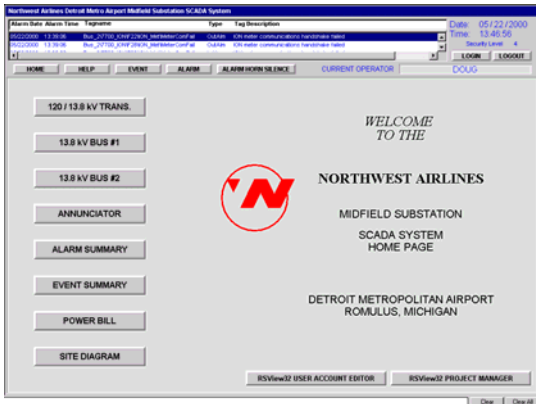 Northwest Airlines Detroit Metro Airport Midfield Substation SCADA System
Alarm Date Alarm Time Tagname Type Tag Description
05/22/2000 13:39:06 OutAlm ION meter communications handshake failed
05/22/2000 13:39:06 OutAlm ION meter communications handshake failed
Date: 05/22/2000
Time: 13:46:56
Security Level 4
LOGIN LOGOUT
HOME HELP EVENT ALARM ALARM HORN SILENCE CURRENT OPERATOR DOUG
120 / 13.8 kV TRANS.
13.8 kV BUS #1
13.8 kV BUS #2
ANNUNCIATOR
ALARM SUMMARY
EVENT SUMMARY
POWER BILL
SITE DIAGRAM
WELCOME
TO THE
NORTHWEST AIRLINES
MIDFIELD SUBSTATION
SCADA SYSTEM
HOME PAGE
DETROIT METROPOLITAN AIRPORT
ROMULUS, MICHIGAN
RSView32 USER ACCOUNT EDITOR RSView32 PROJECT MANAGER
Clear Clear All